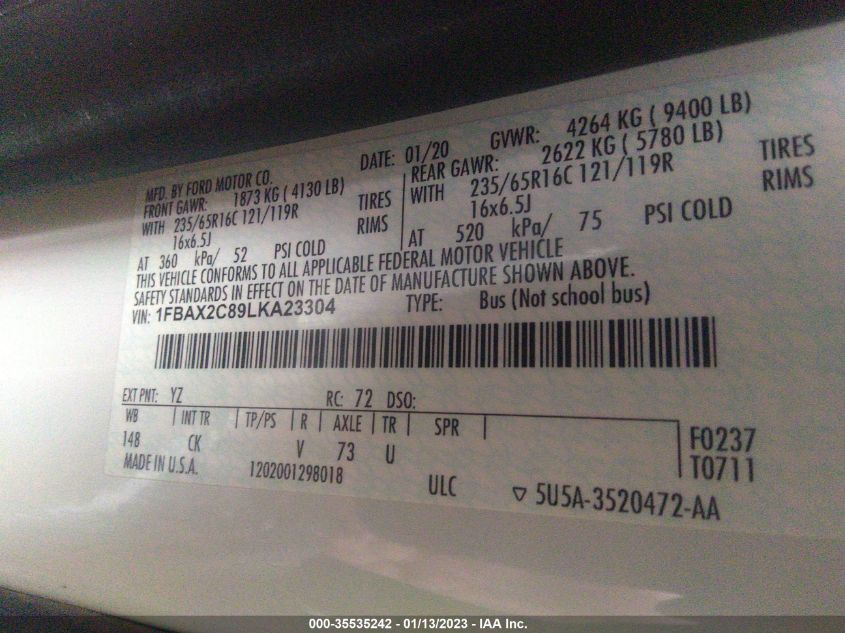 MFD. BY FORD MOTOR CO.
DATE: 01/20 GVWR: 4264 KG ( 9400 LB)
FRONT GAWR: 1873 KG ( 4130 LB)
WITH 235/65R16C 121/119R TIRES
16x6.5J RIMS
AT 360 kPa/ 52 PSI COLD
REAR GAWR: 2622 KG ( 5780 LB)
WITH 235/65R16C 121/119R TIRES
16x6.5J RIMS
AT 520 kPa/ 75 PSI COLD
THIS VEHICLE CONFORMS TO ALL APPLICABLE FEDERAL MOTOR VEHICLE
SAFETY STANDARDS IN EFFECT ON THE DATE OF MANUFACTURE SHOWN ABOVE.
VIN: 1FBAX2C89LKA23304 TYPE: Bus (Not school bus)
EXT PNT: YZ RC: 72 DSO:
WB INT TR TP/PS R AXLE TR SPR
148 CK V 73 U
F0237
T0711
MADE IN U.S.A. 1202001298018 ULC ▽ 5U5A-3520472-AA
000-35535242 - 01/13/2023 - IAA Inc.